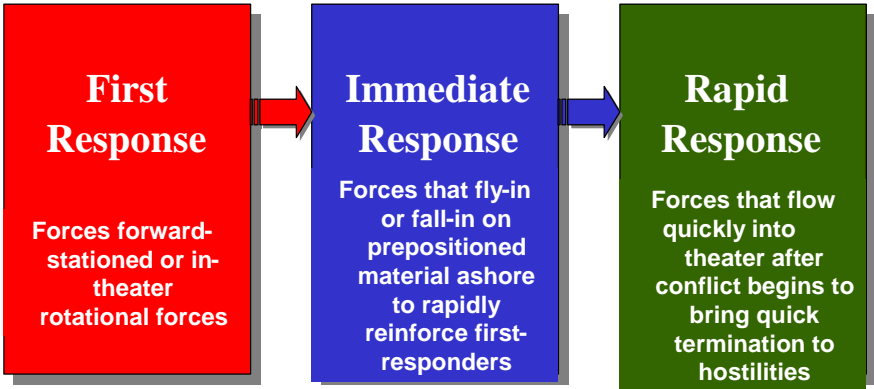 First
Response
Forces forward-
stationed or in-
theater
rotational forces
Immediate
Response
Forces that fly-in
or fall-in on
prepositioned
material ashore
to rapidly
reinforce first-
responders
Rapid
Response
Forces that flow
quickly into
theater after
conflict begins to
bring quick
termination to
hostilities